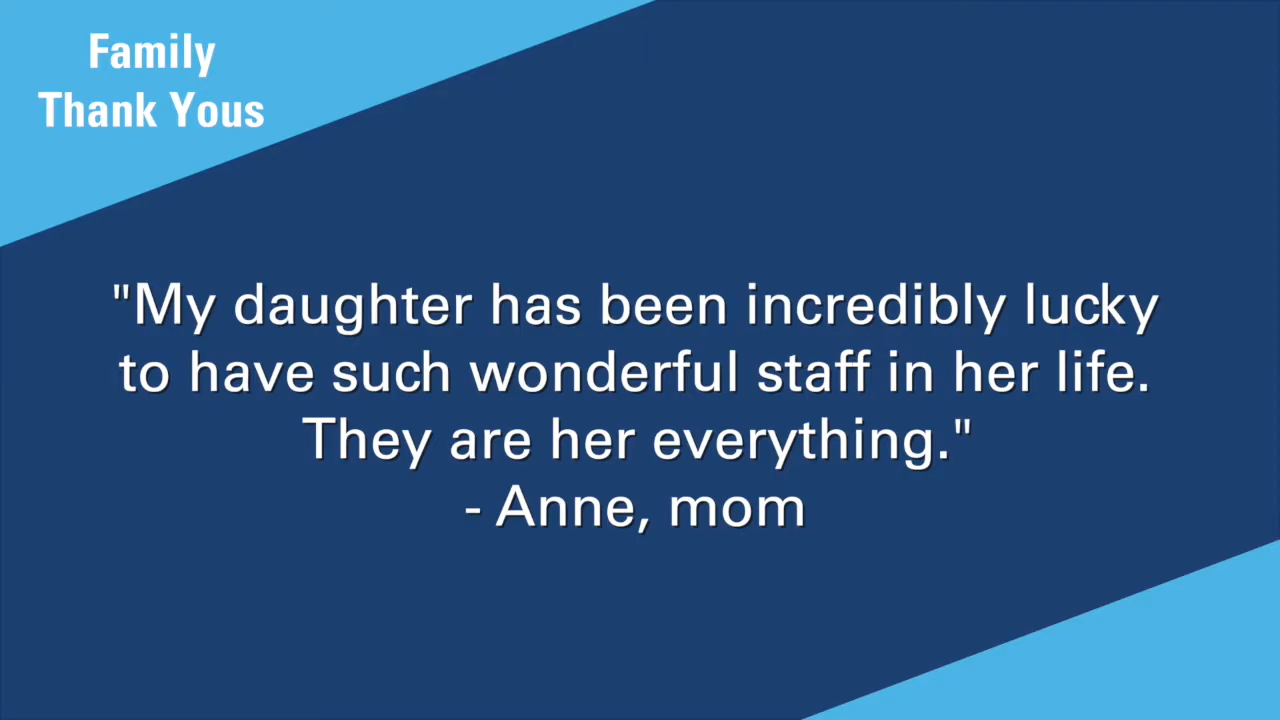 Family
Thank Yous
"My daughter has been incredibly lucky
to have such wonderful staff in her life.
They are her everything."
- Anne, mom